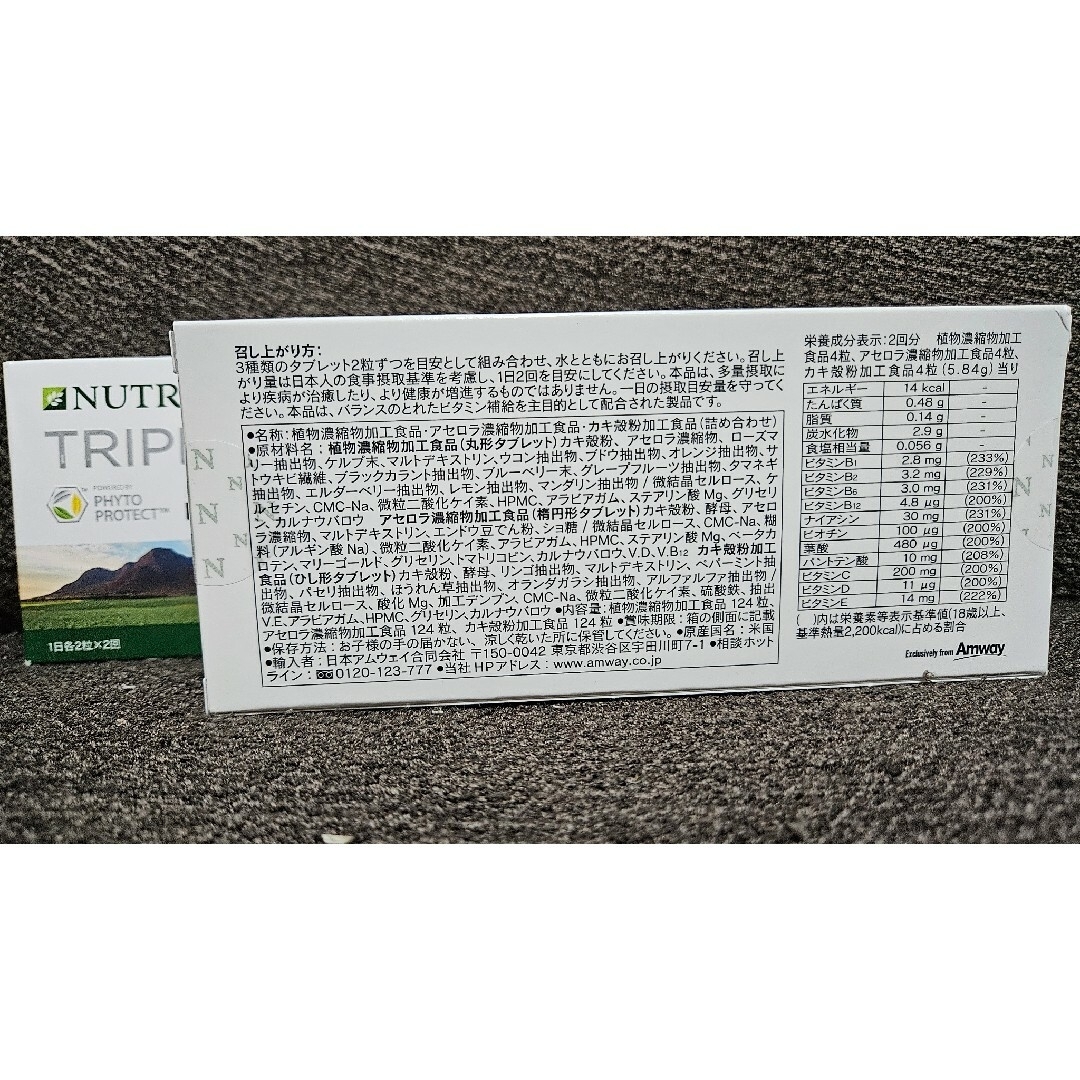 NUTR
TRIP
POWERED BY
PHYTO
PROTECT™
1日各2粒×2回
召し上がり方：
3種類のタブレット2粒ずつを目安として組み合わせ、水とともにお召し上がりください。召し上
がり量は日本人の食事摂取基準を考慮し、1日2回を目安にしてください。本品は、多量摂取に
より疾病が治癒したり、より健康が増進するものではありません。一日の摂取目安量を守ってく
ださい。本品は、バランスのとれたビタミン補給を主目的として配合された製品です。
●名称：植物濃縮物加工食品・アセロラ濃縮物加工食品・カキ殻粉加工食品（詰め合わせ）
●原材料名：植物濃縮物加工食品（丸形タブレット）カキ殻粉、アセロラ濃縮物、ローズマ
リー抽出物、ケルプ末、マルトデキストリン、ウコン抽出物、ブドウ抽出物、オレンジ抽出物、サ
トウキビ繊維、ブラックカラント抽出物、ブルーベリー末、グレープフルーツ抽出物、タマネギ
抽出物、エルダーベリー抽出物、レモン抽出物、マンダリン抽出物／微結晶セルロース、ケ
ルセチン、CMC-Na、微粒二酸化ケイ素、HPMC、アラビアガム、ステアリン酸 Mg、グリセリ
ン、カルナウバロウ アセロラ濃縮物加工食品（楕円形タブレット）カキ殻粉、酵母、アセロ
ラ濃縮物、マルトデキストリン、エンドウ豆でん粉、ショ糖／微結晶セルロース、CMC-Na、糊
料（アルギン酸 Na）、微粒二酸化ケイ素、アラビアガム、HPMC、ステアリン酸 Mg、ベータカ
ロテン、マリーゴールド、グリセリン、トマトリコピン、カルナウバロウ、V.D、V.B12 カキ殻粉加工
食品（ひし形タブレット）カキ殻粉、酵母、リンゴ抽出物、マルトデキストリン、ペパーミント抽
出物、パセリ抽出物、ほうれん草抽出物、オランダガラシ抽出物、アルファルファ抽出物／
微結晶セルロース、酸化 Mg、加工デンプン、CMC-Na、微粒二酸化ケイ素、硫酸鉄、抽出
V.E、アラビアガム、HPMC、グリセリン、カルナウバロウ ●内容量：植物濃縮物加工食品 124 粒、
アセロラ濃縮物加工食品 124 粒、カキ殻粉加工食品 124 粒 ●賞味期限：箱の側面に記載
●保存方法：お子様の手の届かない、涼しく乾いた所に保管してください。●原産国名：米国
●輸入者：日本アムウェイ合同会社 〒150-0042 東京都渋谷区宇田川町7-1 ●相談ホット
ライン：0120-123-777 ●当社 HPアドレス：www.amway.co.jp
栄養成分表示：2回分 植物濃縮物加工
食品4粒、アセロラ濃縮物加工食品4粒、
カキ殻粉加工食品4粒（5.84g）当り
エネルギー 14 kcal -
たんぱく質 0.48 g -
脂質 0.14 g -
炭水化物 2.9 g -
食塩相当量 0.056 g -
ビタミンB1 2.8 mg (233%)
ビタミンB2 3.2 mg (229%)
ビタミンB6 3.0 mg (231%)
ビタミンB12 4.8 μg (200%)
ナイアシン 30 mg (231%)
ビオチン 100 μg (200%)
葉酸 480 μg (200%)
パントテン酸 10 mg (208%)
ビタミンC 200 mg (200%)
ビタミンD 11 μg (200%)
ビタミンE 14 mg (222%)
（ ）内は栄養素等表示基準値（18歳以上、
基準熱量2,200kcal）に占める割合
Exclusively from Amway
N
N
N
N
N
N
N
N